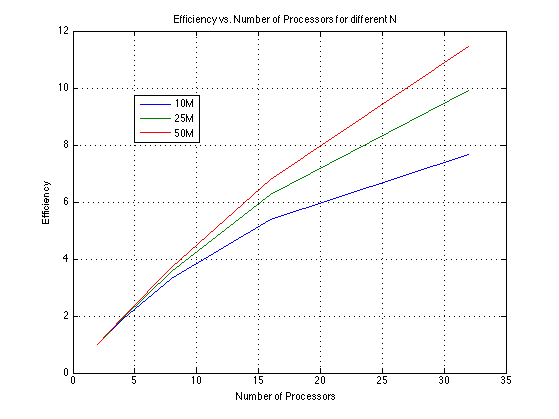 Efficiency vs. Number of Processors for different N
12
10
8
6
4
2
0
Efficiency
10M
25M
50M
0 5 10 15 20 25 30 35
Number of Processors